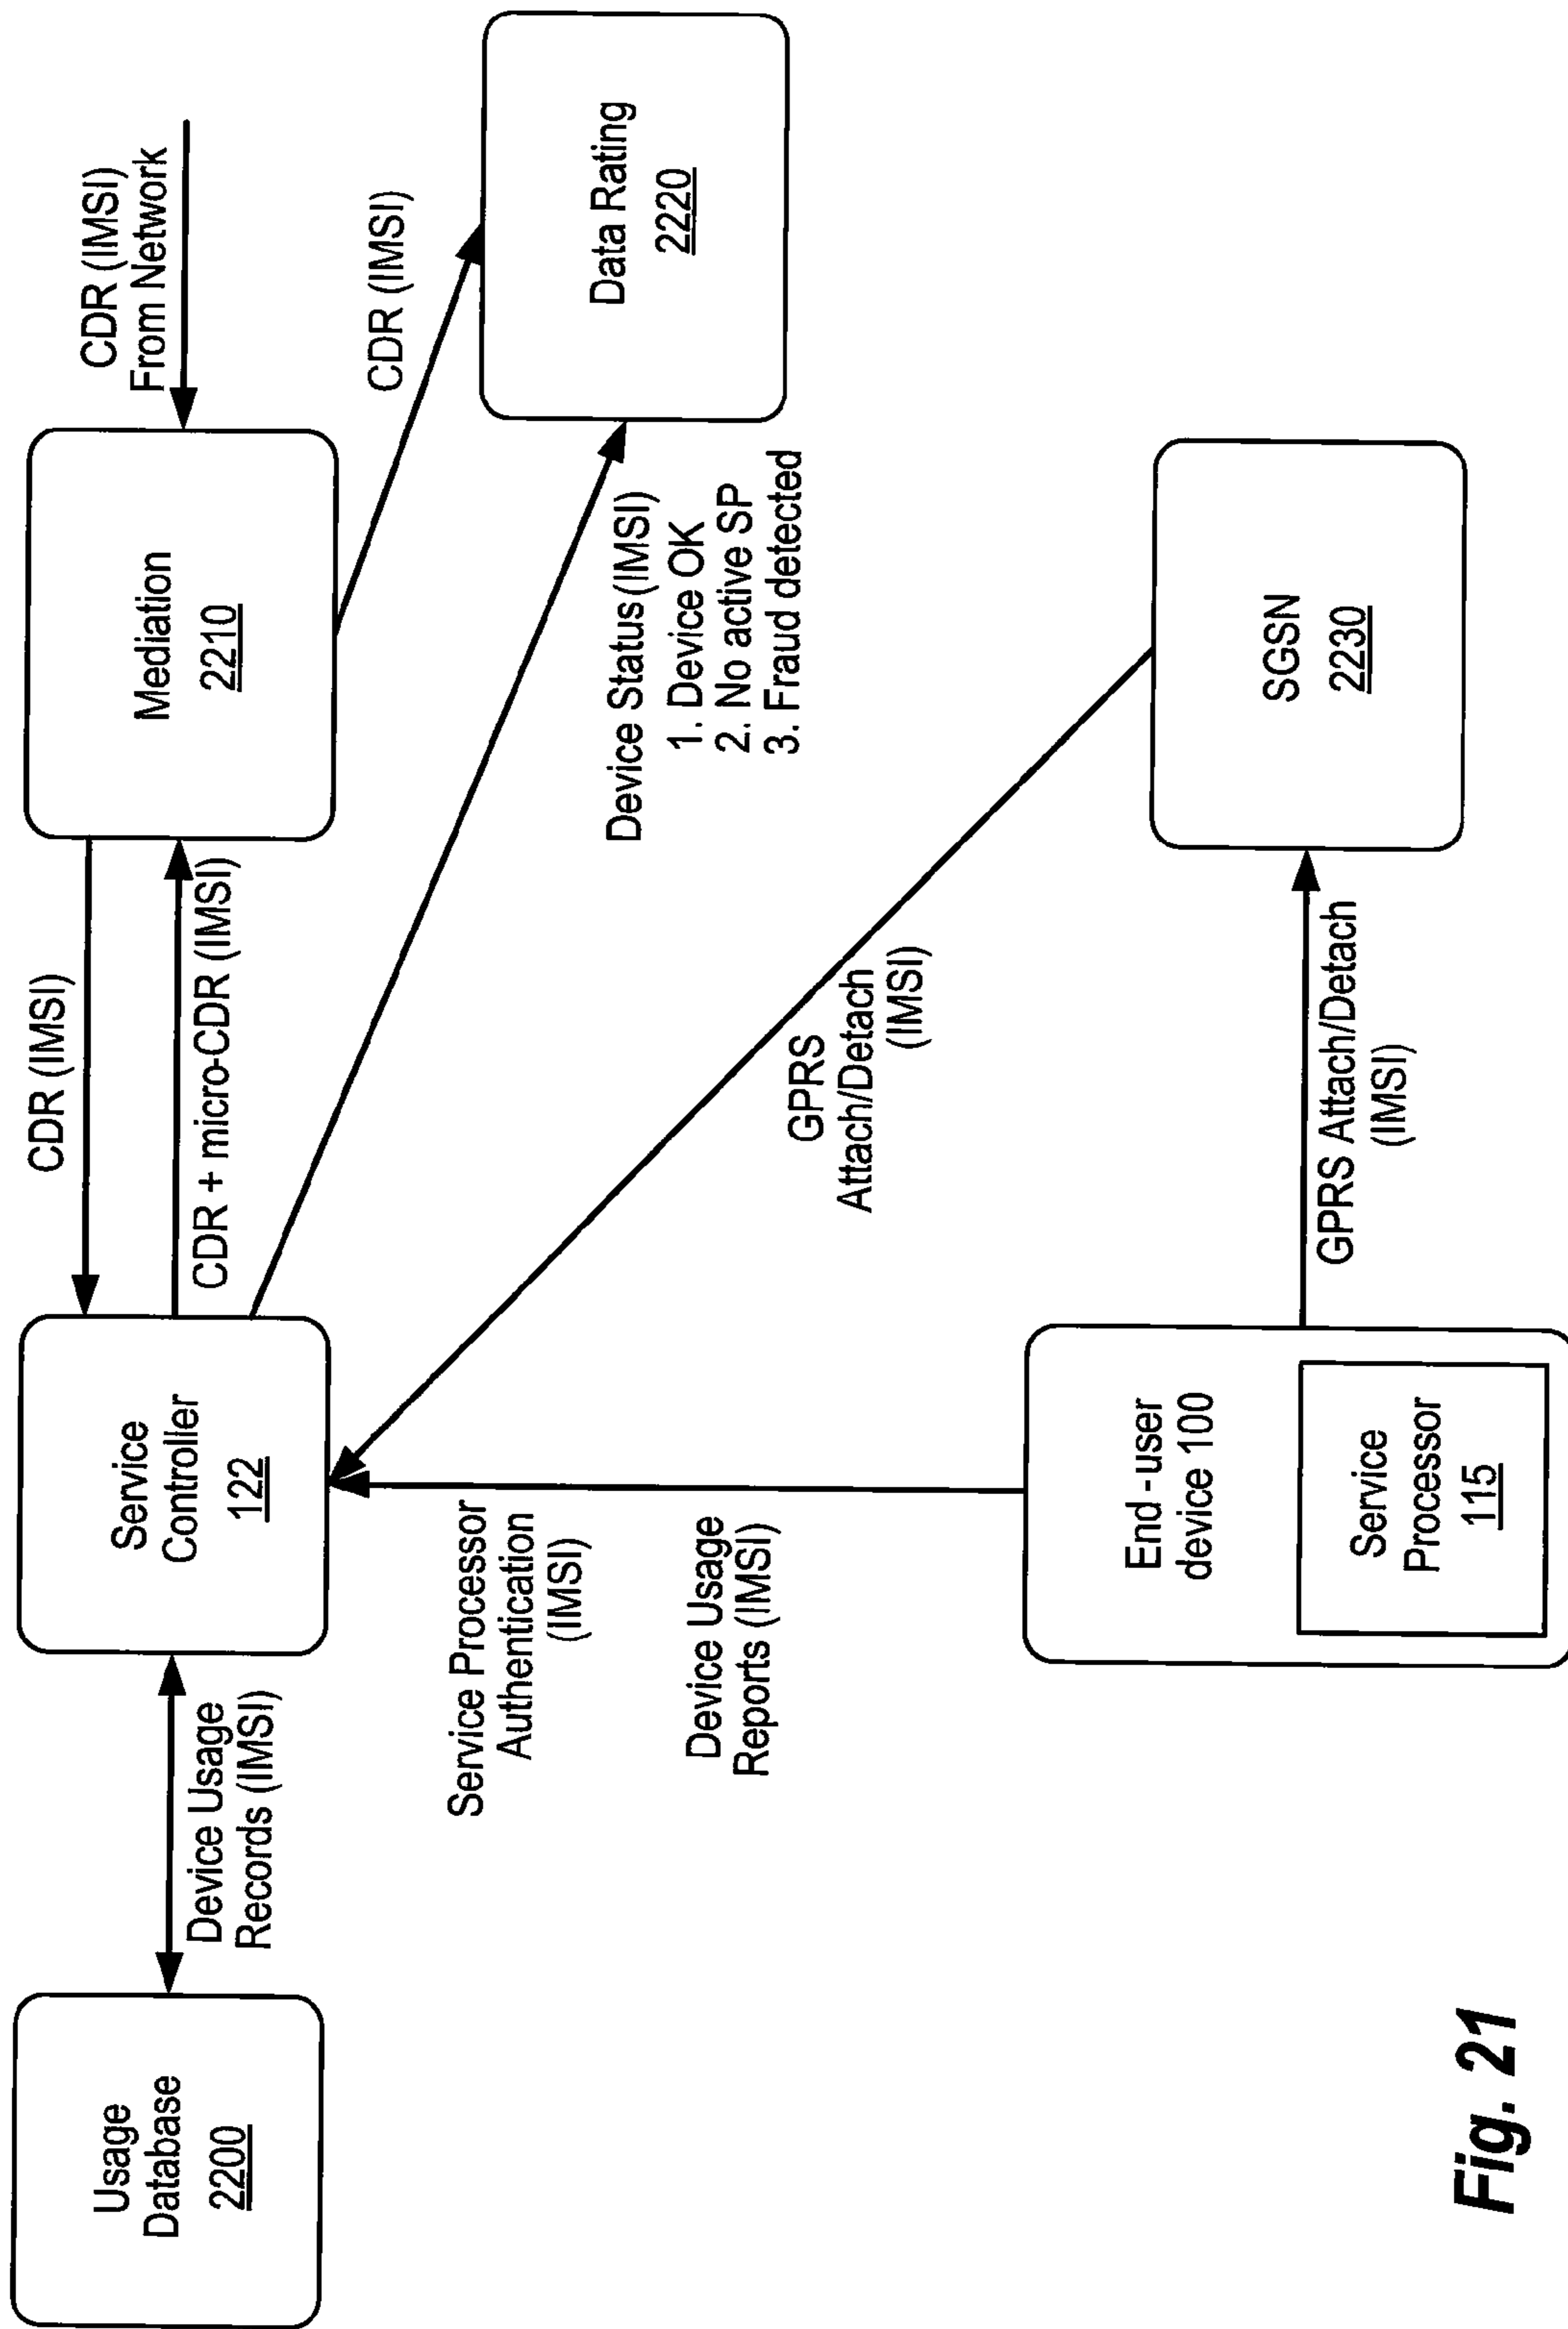 Usage
Database
2200
Device Usage
Records (IMSI)
Service
Controller
122
CDR (IMSI)
CDR + micro-CDR (IMSI)
Mediation
2210
CDR (IMSI)
From Network
CDR (IMSI)
Data Rating
2220
Device Status (IMSI)
1. Device OK
2. No active SP
3. Fraud detected
Service Processor
Authentication
(IMSI)
Device Usage
Reports (IMSI)
GPRS
Attach/Detach
(IMSI)
End-user
device 100
Service
Processor
115
GPRS Attach/Detach
(IMSI)
SGSN
2230
Fig. 21